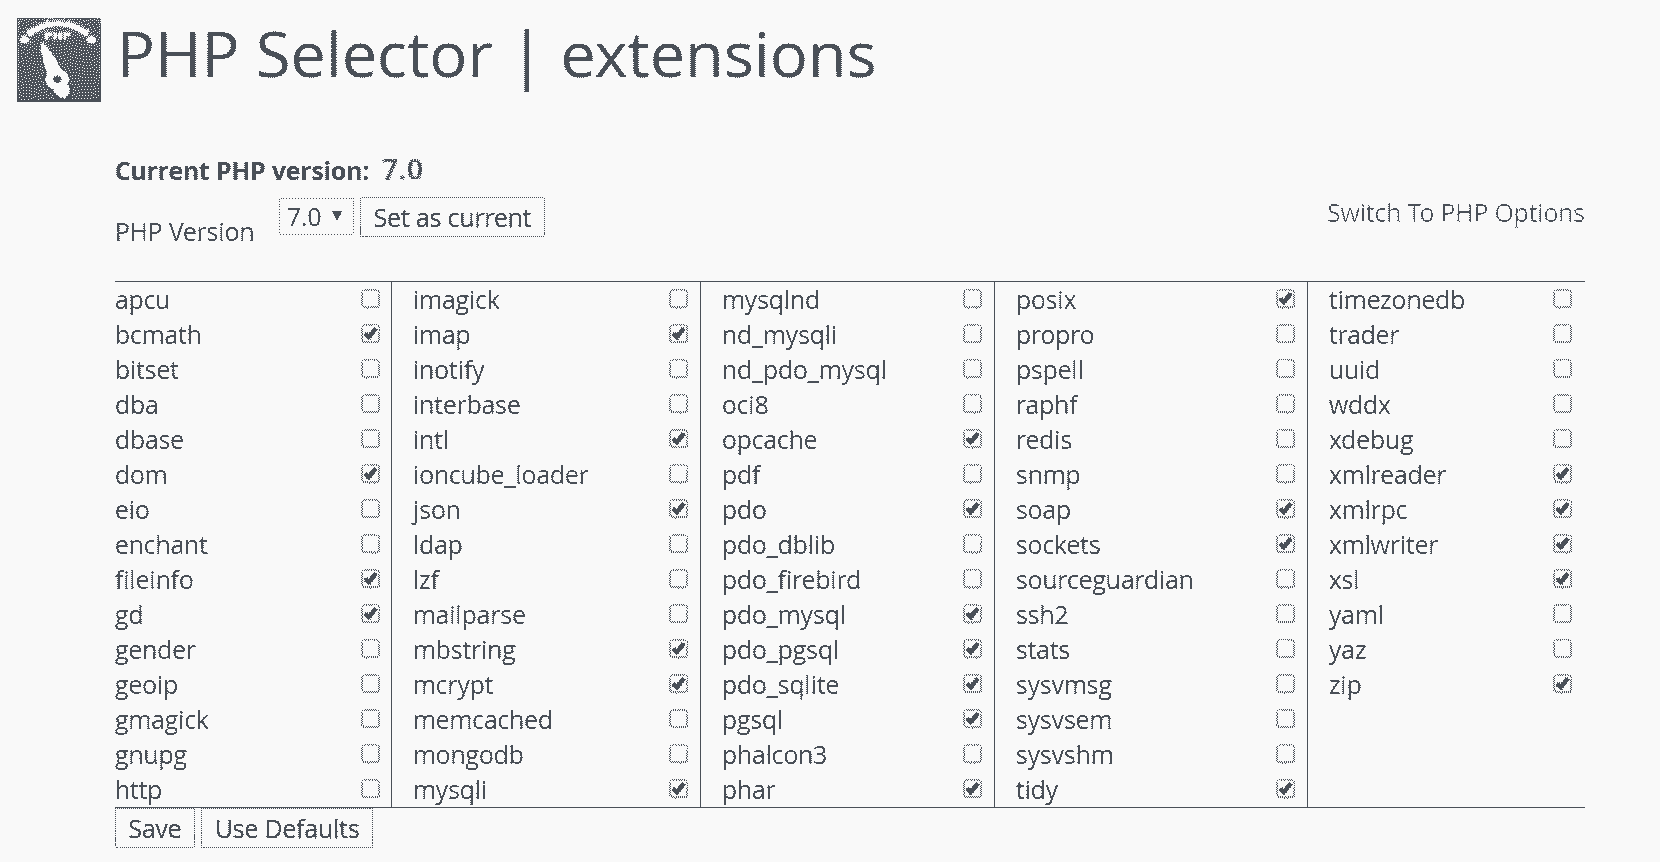 PHP
PHP Selector | extensions
Current PHP version: 7.0
PHP Version 7.0 Set as current Switch To PHP Options
apcu imagick mysqlnd posix timezonedb
bcmath imap nd_mysqli propro trader
bitset inotify nd_pdo_mysql pspell uuid
dba interbase oci8 raphf wddx
dbase intl opcache redis xdebug
dom ioncube_loader pdf snmp xmlreader
eio json pdo soap xmlrpc
enchant ldap pdo_dblib sockets xmlwriter
fileinfo lzf pdo_firebird sourceguardian xsl
gd mailparse pdo_mysql ssh2 yaml
gender mbstring pdo_pgsql stats yaz
geoip mcrypt pdo_sqlite sysvmsg zip
gmagick memcached pgsql sysvsem
gnupg mongodb phalcon3 sysvshm
http mysqli phar tidy
Save Use Defaults